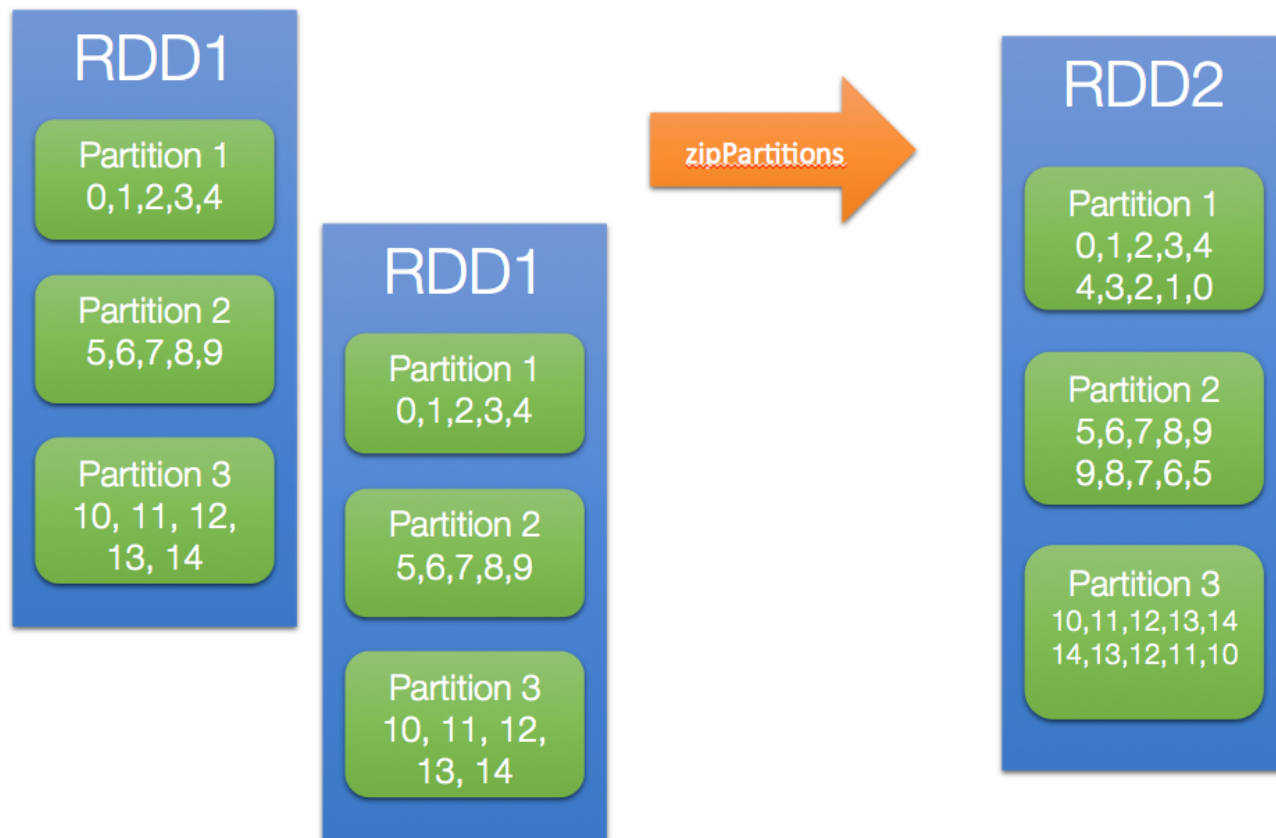 RDD1
Partition 1
0,1,2,3,4
Partition 2
5,6,7,8,9
Partition 3
10, 11, 12,
13, 14
RDD1
Partition 1
0,1,2,3,4
Partition 2
5,6,7,8,9
Partition 3
10, 11, 12,
13, 14
zipPartitions
RDD2
Partition 1
0,1,2,3,4
4,3,2,1,0
Partition 2
5,6,7,8,9
9,8,7,6,5
Partition 3
10,11,12,13,14
14,13,12,11,10